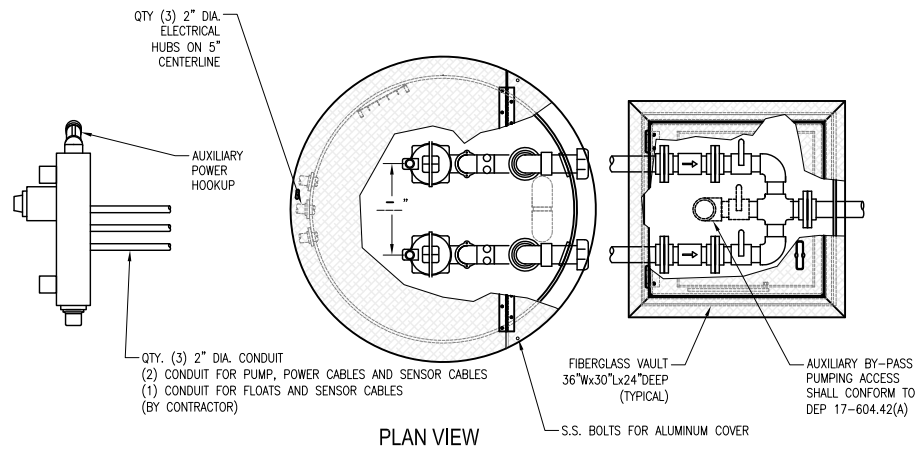 QTY (3) 2" DIA.
ELECTRICAL
HUBS ON 5"
CENTERLINE
AUXILIARY
POWER
HOOKUP
"
QTY. (3) 2" DIA. CONDUIT
(2) CONDUIT FOR PUMP, POWER CABLES AND SENSOR CABLES
(1) CONDUIT FOR FLOATS AND SENSOR CABLES
(BY CONTRACTOR)
FIBERGLASS VAULT
36"Wx30"Lx24"DEEP
(TYPICAL)
AUXILIARY BY-PASS
PUMPING ACCESS
SHALL CONFORM TO
DEP 17-604.42(A)
S.S. BOLTS FOR ALUMINUM COVER
PLAN VIEW